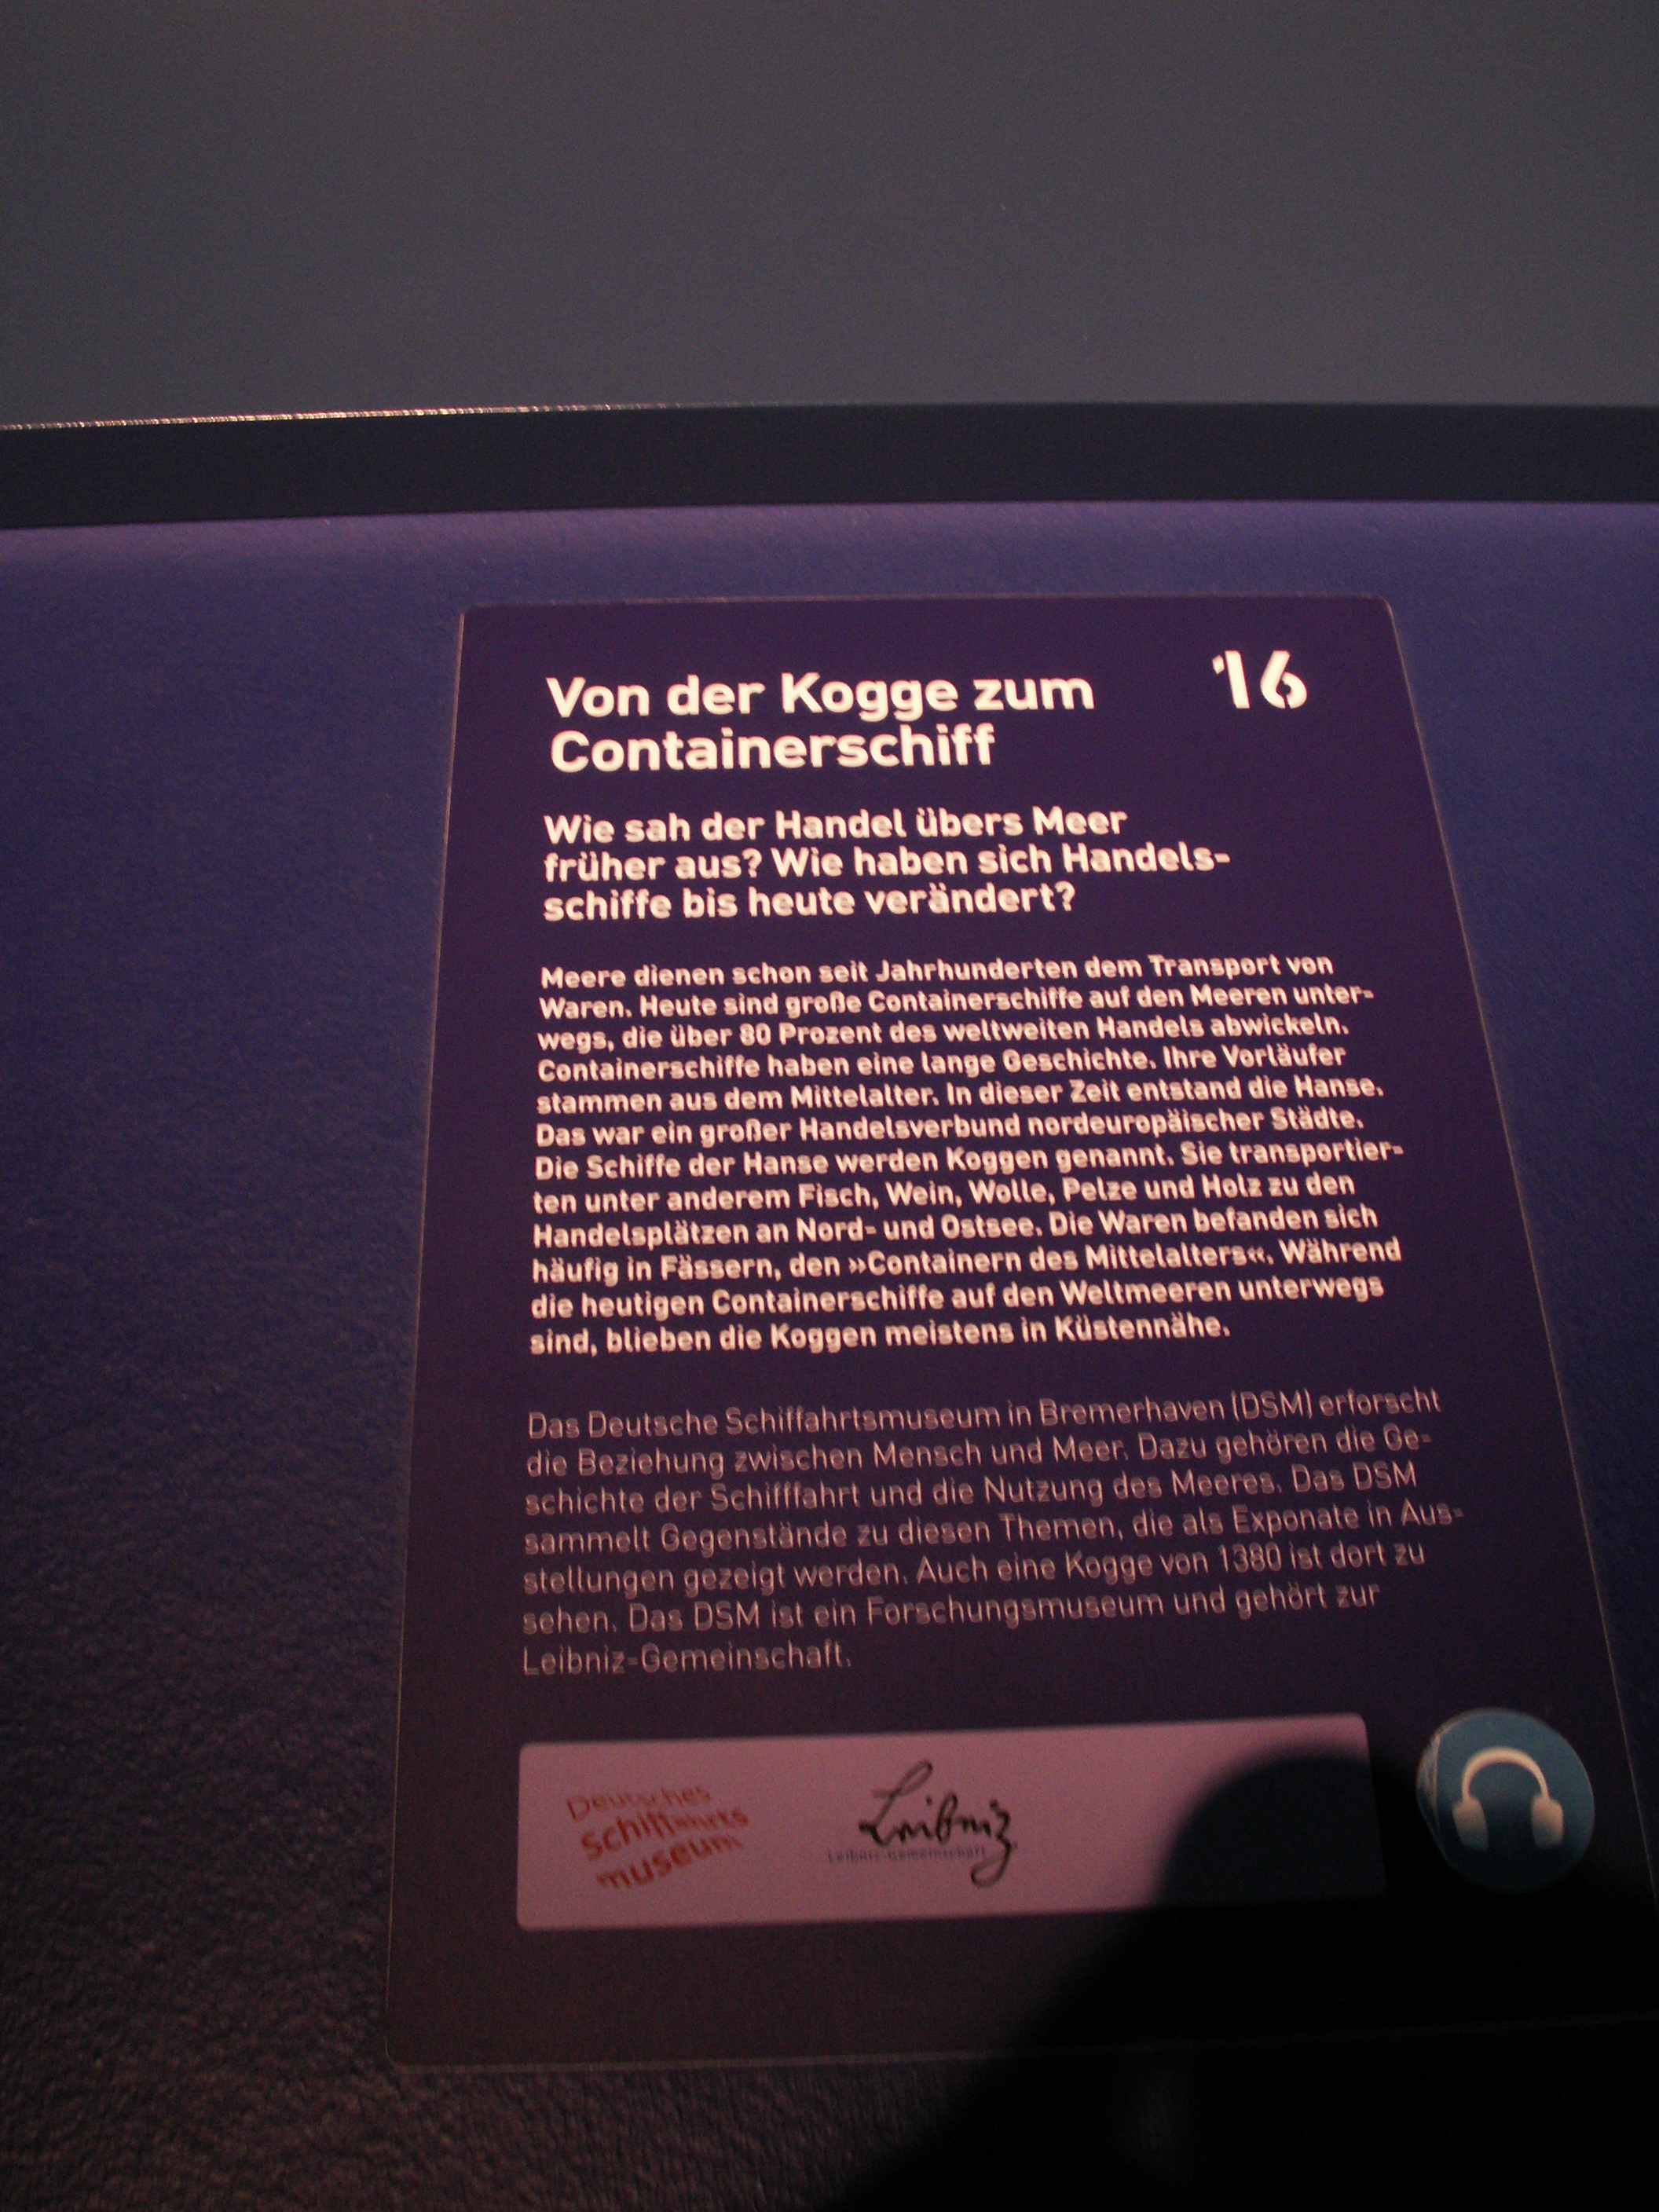 Von der Kogge zum
Containerschiff
16
Wie sah der Handel übers Meer
früher aus? Wie haben sich Handels-
schiffe bis heute verändert?
Meere dienen schon seit Jahrhunderten dem Transport von
Waren. Heute sind große Containerschiffe auf den Meeren unter-
wegs, die über 80 Prozent des weltweiten Handels abwickeln.
Containerschiffe haben eine lange Geschichte. Ihre Vorläufer
stammen aus dem Mittelalter. In dieser Zeit entstand die Hanse.
Das war ein großer Handelsverbund nordeuropäischer Städte.
Die Schiffe der Hanse werden Koggen genannt. Sie transportier-
ten unter anderem Fisch, Wein, Wolle, Pelze und Holz zu den
Handelsplätzen an Nord- und Ostsee. Die Waren befanden sich
häufig in Fässern, den »Containern des Mittelalters«. Während
die heutigen Containerschiffe auf den Weltmeeren unterwegs
sind, blieben die Koggen meistens in Küstennähe.
Das Deutsche Schiffahrtsmuseum in Bremerhaven (DSM) erforscht
die Beziehung zwischen Mensch und Meer. Dazu gehören die Ge-
schichte der Schifffahrt und die Nutzung des Meeres. Das DSM
sammelt Gegenstände zu diesen Themen, die als Exponate in Aus-
stellungen gezeigt werden. Auch eine Kogge von 1380 ist dort zu
sehen. Das DSM ist ein Forschungsmuseum und gehört zur
Leibniz-Gemeinschaft.
Deutsches
Schiffahrts
museum
Leibniz
Leibniz-Gemeinschaft